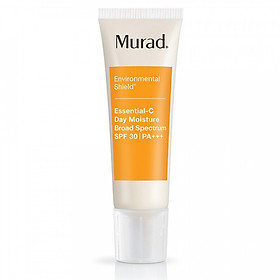 Murad.
Environmental
Shield®
Essential-C
Day Moisture
Broad Spectrum
SPF 30 | PA+++